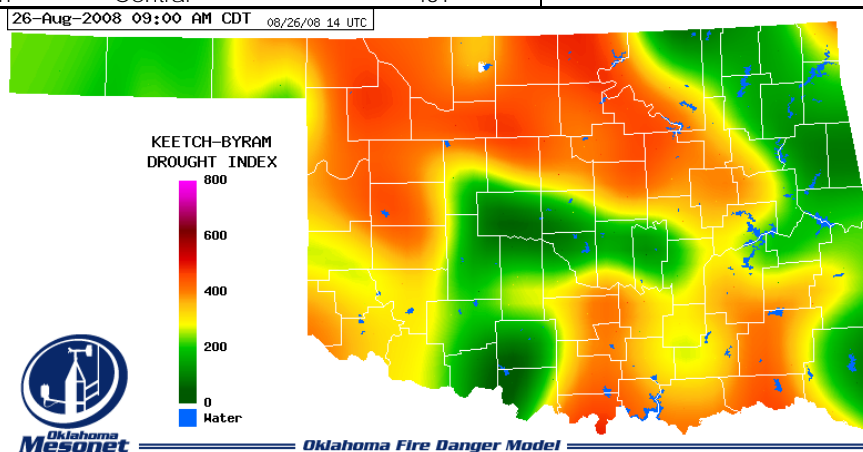 Central
26-Aug-2008 09:00 AM CDT 08/26/08 14 UTC
KEETCH-BYRAM
DROUGHT INDEX
800
600
400
200
0
Water
Oklahoma
Mesonet
Oklahoma Fire Danger Model